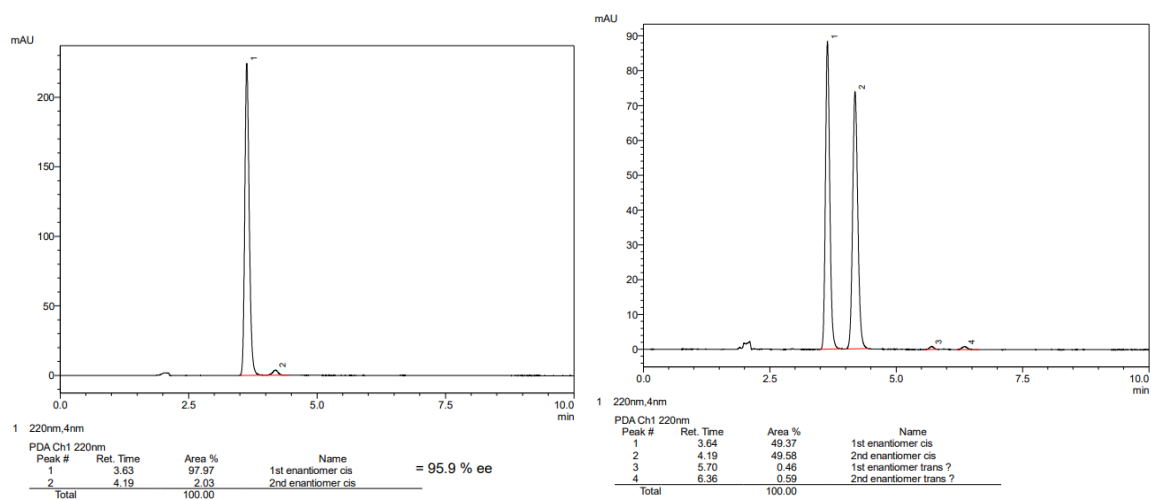 mAU
1
2
200
150
100
50
0
0.0 2.5 5.0 7.5 10.0
min
1 220nm,4nm
PDA Ch1 220nm
Peak # Ret. Time Area % Name
1 3.63 97.97 1st enantiomer cis
2 4.19 2.03 2nd enantiomer cis
Total 100.00
= 95.9 % ee
mAU
1
2
3
4
90
80
70
60
50
40
30
20
10
0
0.0 2.5 5.0 7.5 10.0
min
1 220nm,4nm
PDA Ch1 220nm
Peak # Ret. Time Area % Name
1 3.64 49.37 1st enantiomer cis
2 4.19 49.58 2nd enantiomer cis
3 5.70 0.46 1st enantiomer trans ?
4 6.36 0.59 2nd enantiomer trans ?
Total 100.00